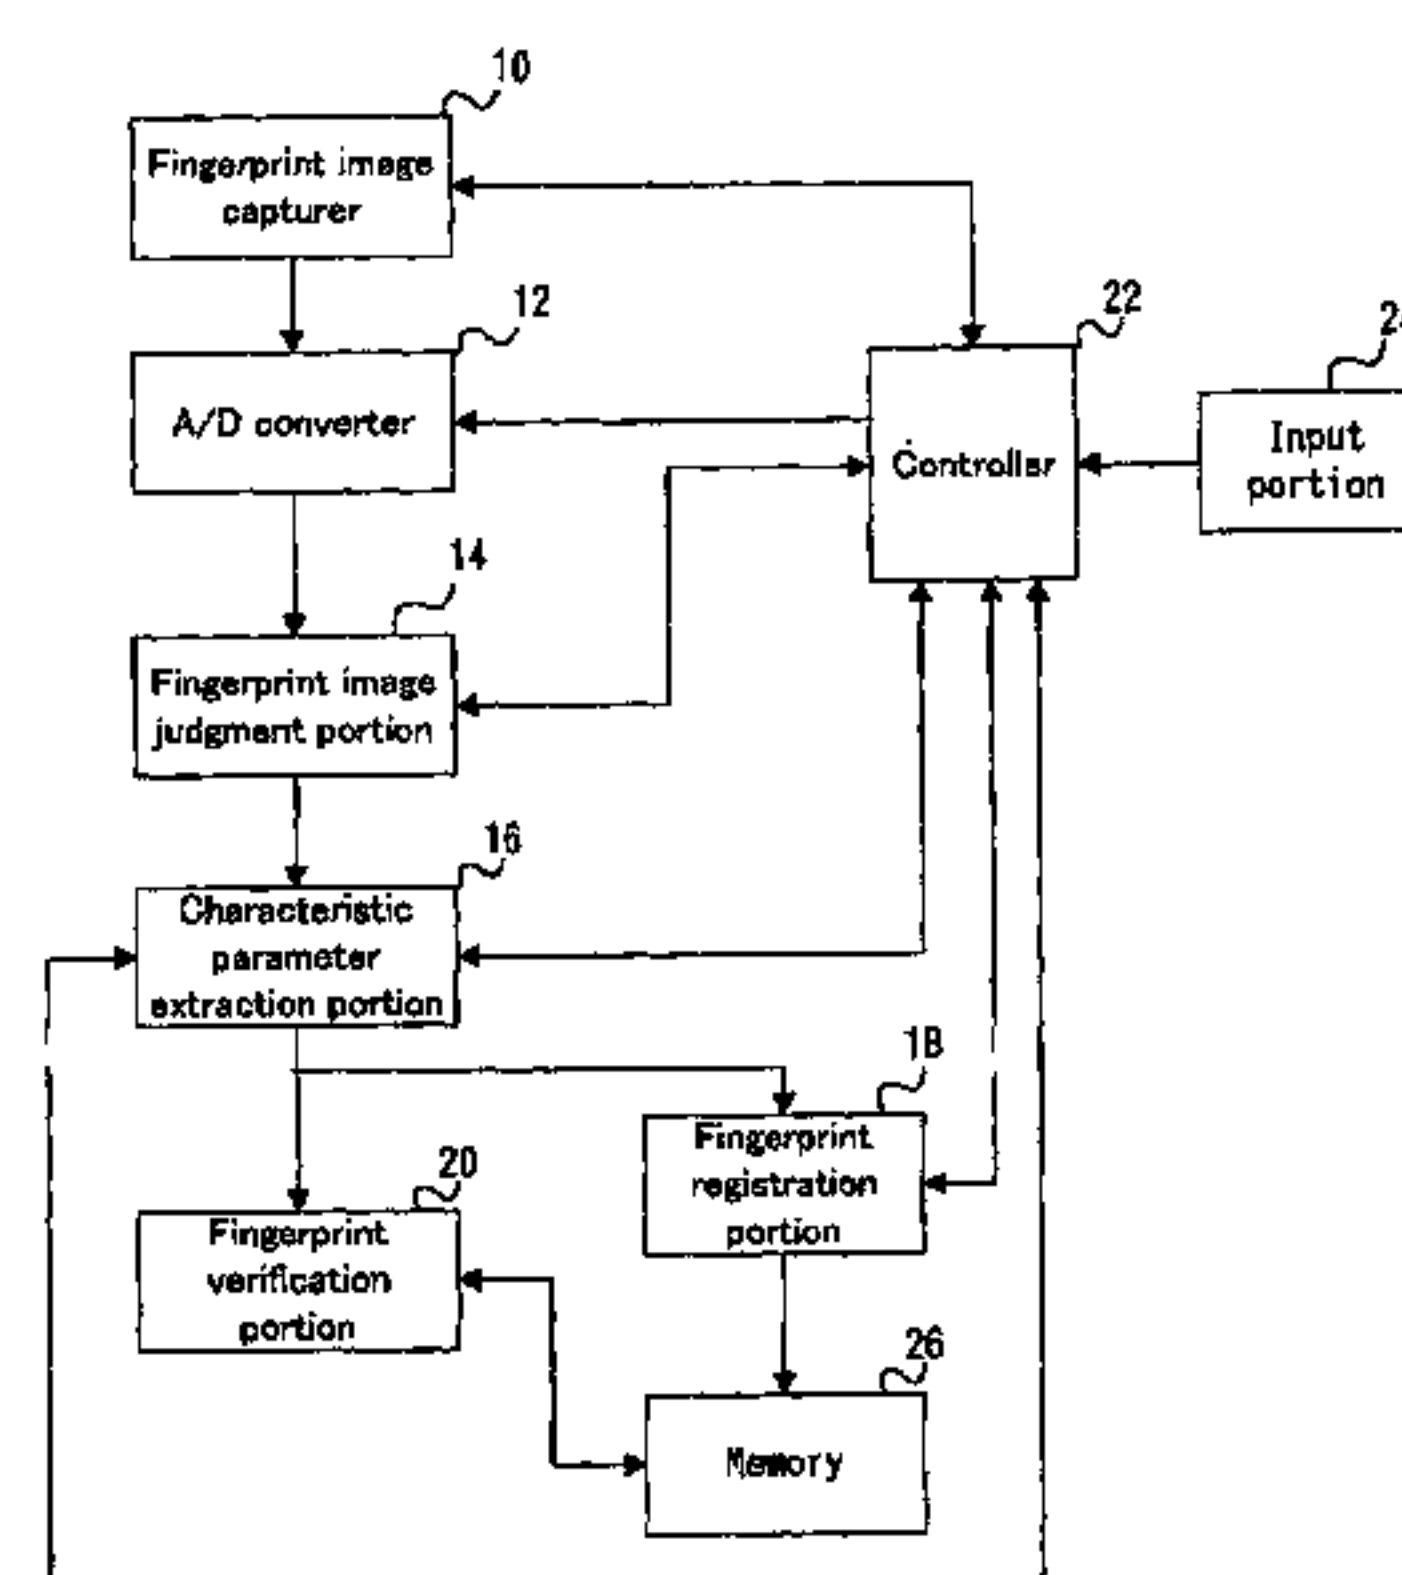 10
Fingerprint image
capturer
12
A/D converter
22
Controller
Input
portion
14
Fingerprint image
judgment portion
16
Characteristic
parameter
extraction portion
18
Fingerprint
registration
portion
20
Fingerprint
verification
portion
26
Memory